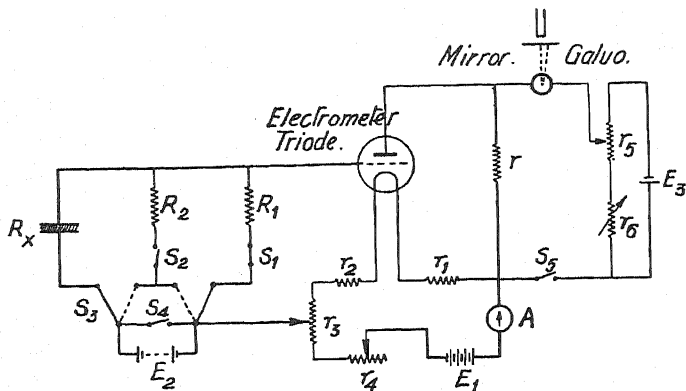 Mirror. Galvo.
Electrometer
Triode.
r
r5
E3
R2
R1
Rx
r6
S2
S1
S5
r2
r1
S3
S4
r3
A
E2
r4
E1